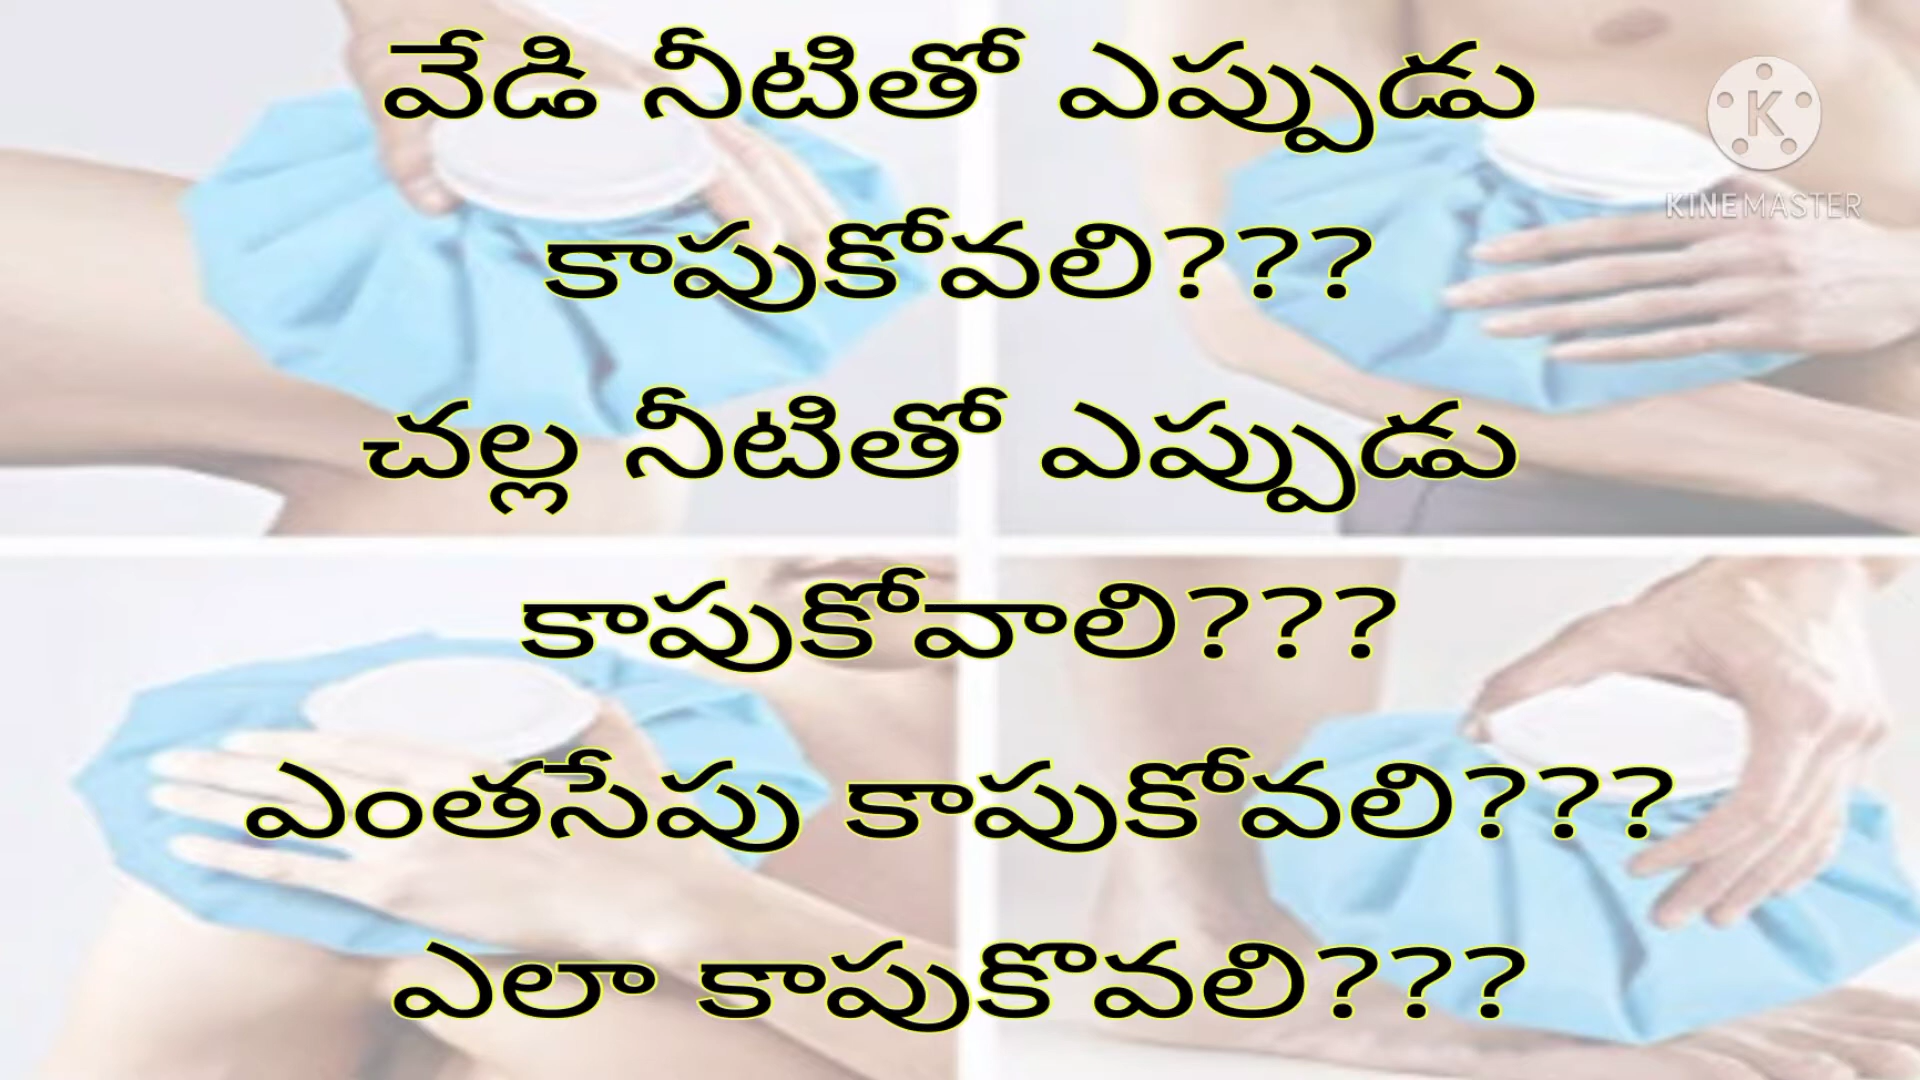 వేడి నీటితో ఎప్పుడు
కాపుకోవలి???
చల్ల నీటితో ఎప్పుడు
కాపుకోవాలి???
ఎంతసేపు కాపుకోవలి???
ఎలా కాపుకొవలి???
K
KINEMASTER